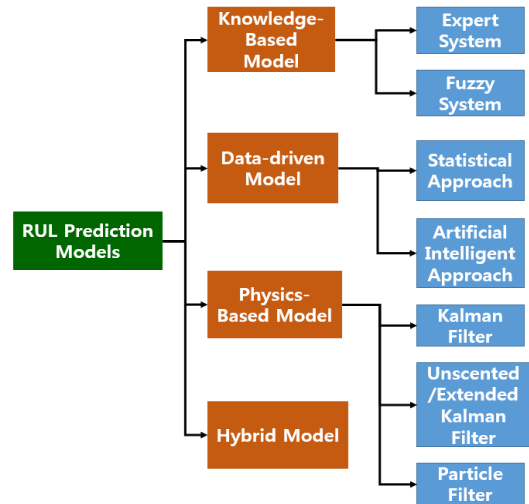 RUL Prediction
Models
Knowledge-
Based
Model
Expert
System
Fuzzy
System
Data-driven
Model
Statistical
Approach
Artificial
Intelligent
Approach
Physics-
Based Model
Kalman
Filter
Unscented
/Extended
Kalman
Filter
Particle
Filter
Hybrid Model